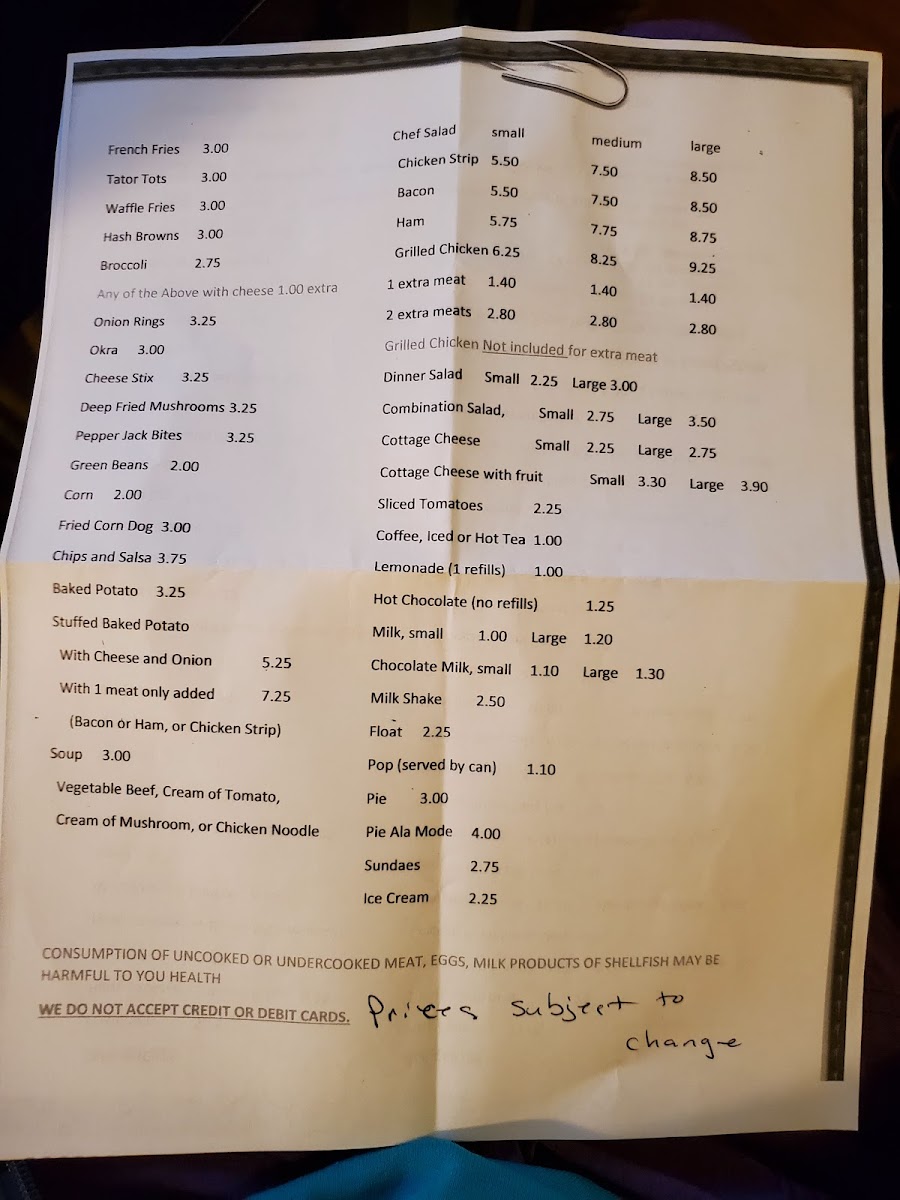 French Fries 3.00
Tator Tots 3.00
Waffle Fries 3.00
Hash Browns 3.00
Broccoli 2.75
Any of the Above with cheese 1.00 extra
Onion Rings 3.25
Okra 3.00
Cheese Stix 3.25
Deep Fried Mushrooms 3.25
Pepper Jack Bites 3.25
Green Beans 2.00
Corn 2.00
Fried Corn Dog 3.00
Chips and Salsa 3.75
Baked Potato 3.25
Stuffed Baked Potato
With Cheese and Onion 5.25
With 1 meat only added 7.25
(Bacon or Ham, or Chicken Strip)
Soup 3.00
Vegetable Beef, Cream of Tomato,
Cream of Mushroom, or Chicken Noodle
Chef Salad small medium large
Chicken Strip 5.50 7.50 8.50
Bacon 5.50 7.50 8.50
Ham 5.75 7.75 8.75
Grilled Chicken 6.25 8.25 9.25
1 extra meat 1.40 1.40 1.40
2 extra meats 2.80 2.80 2.80
Grilled Chicken Not included for extra meat
Dinner Salad Small 2.25 Large 3.00
Combination Salad, Small 2.75 Large 3.50
Cottage Cheese Small 2.25 Large 2.75
Cottage Cheese with fruit Small 3.30 Large 3.90
Sliced Tomatoes 2.25
Coffee, Iced or Hot Tea 1.00
Lemonade (1 refills) 1.00
Hot Chocolate (no refills) 1.25
Milk, small 1.00 Large 1.20
Chocolate Milk, small 1.10 Large 1.30
Milk Shake 2.50
Float 2.25
Pop (served by can) 1.10
Pie 3.00
Pie Ala Mode 4.00
Sundaes 2.75
Ice Cream 2.25
CONSUMPTION OF UNCOOKED OR UNDERCOOKED MEAT, EGGS, MILK PRODUCTS OF SHELLFISH MAY BE
HARMFUL TO YOU HEALTH
WE DO NOT ACCEPT CREDIT OR DEBIT CARDS. Prices subject to
change